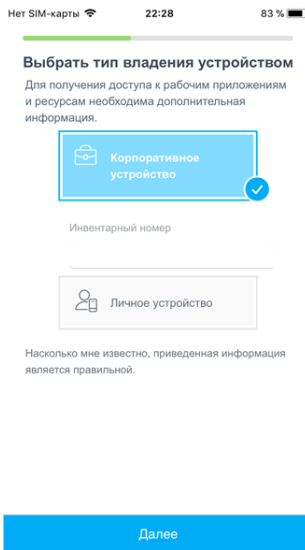 Нет SIM-карты 22:28 83 %
Выбрать тип владения устройством
Для получения доступа к рабочим приложениям
и ресурсам необходима дополнительная
информация.
Корпоративное
устройство
Инвентарный номер
Личное устройство
Насколько мне известно, приведенная информация
является правильной.
Далее